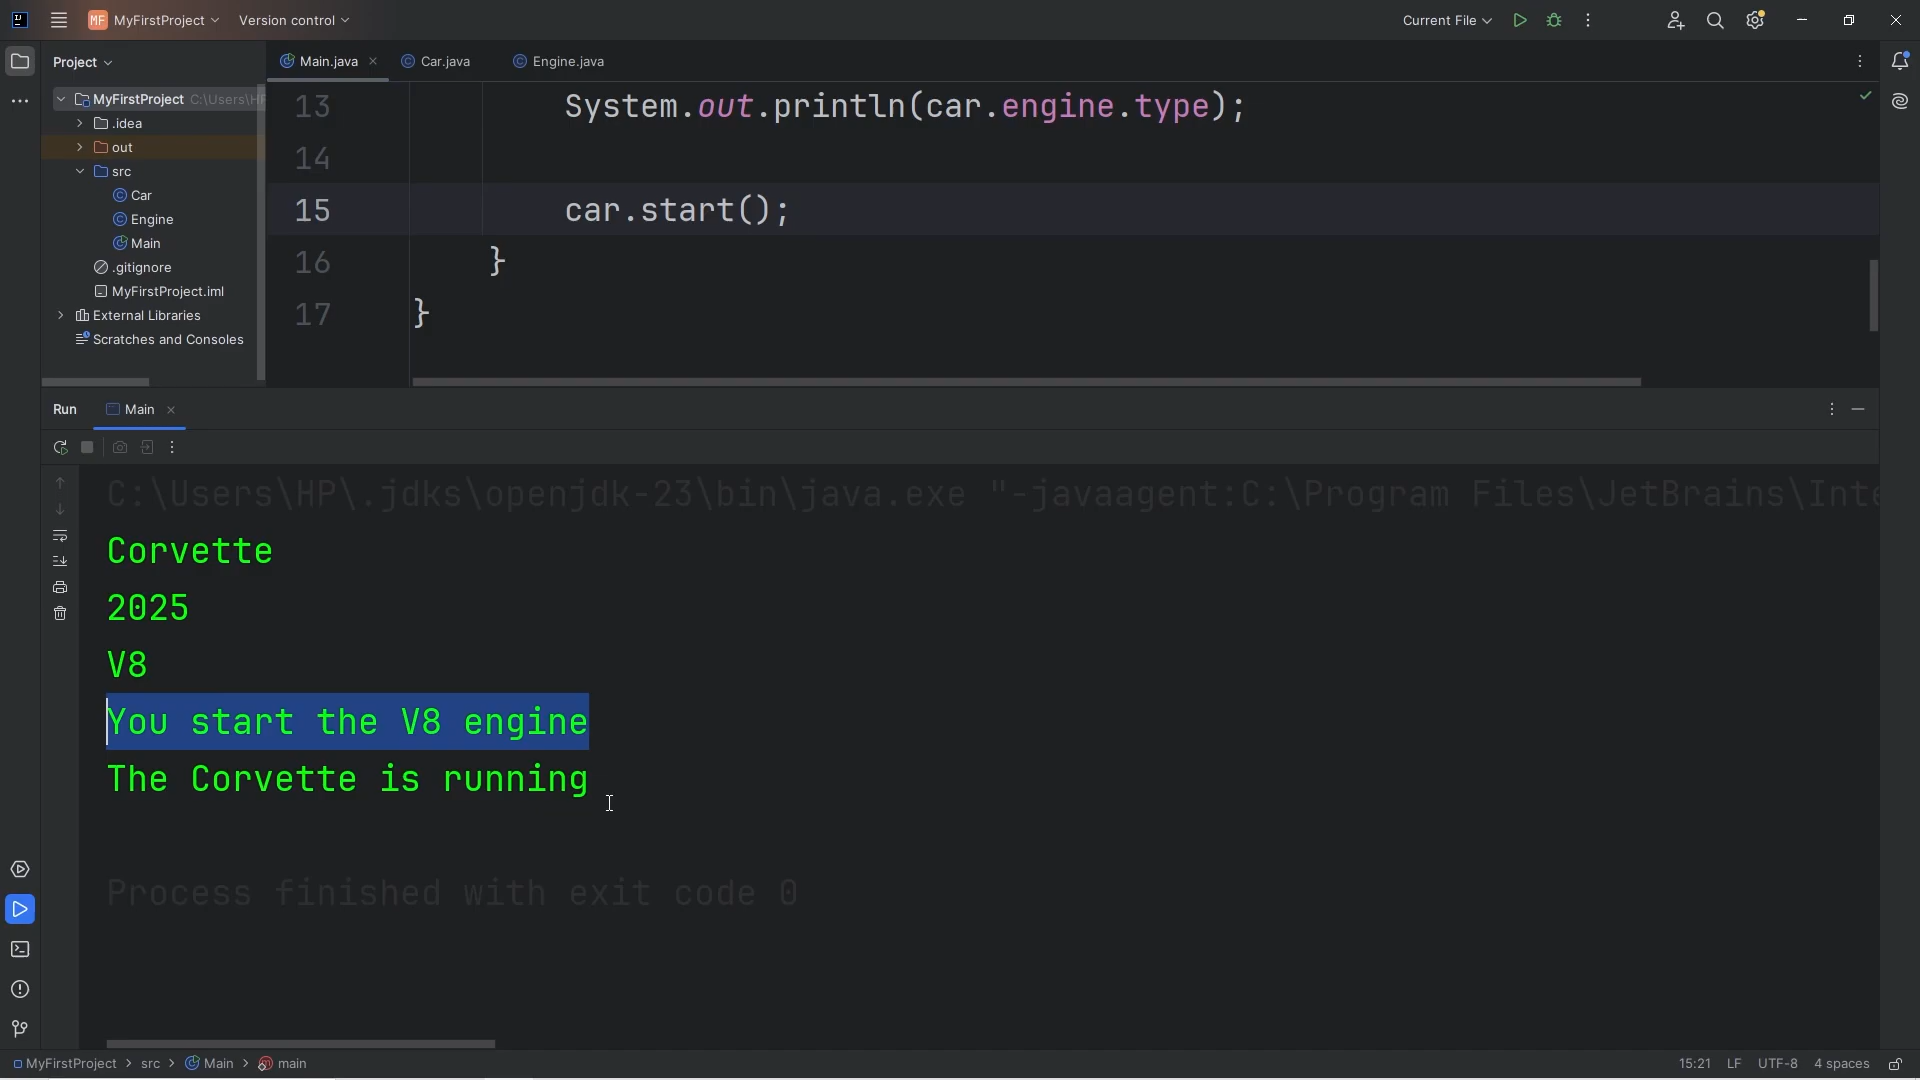 MF MyFirstProject Version control Current File
Project
Main.java Car.java Engine.java
MyFirstProject C:\Users\HP
.idea
out
src
Car
Engine
Main
.gitignore
MyFirstProject.iml
External Libraries
Scratches and Consoles
13 System.out.println(car.engine.type);
14
15 car.start();
16 }
17 }
Run Main
C:\Users\HP\.jdks\openjdk-23\bin\java.exe "-javaagent:C:\Program Files\JetBrains\Inte
Corvette
2025
V8
You start the V8 engine
The Corvette is running
Process finished with exit code 0
MyFirstProject > src > Main > main 15:21 LF UTF-8 4 spaces